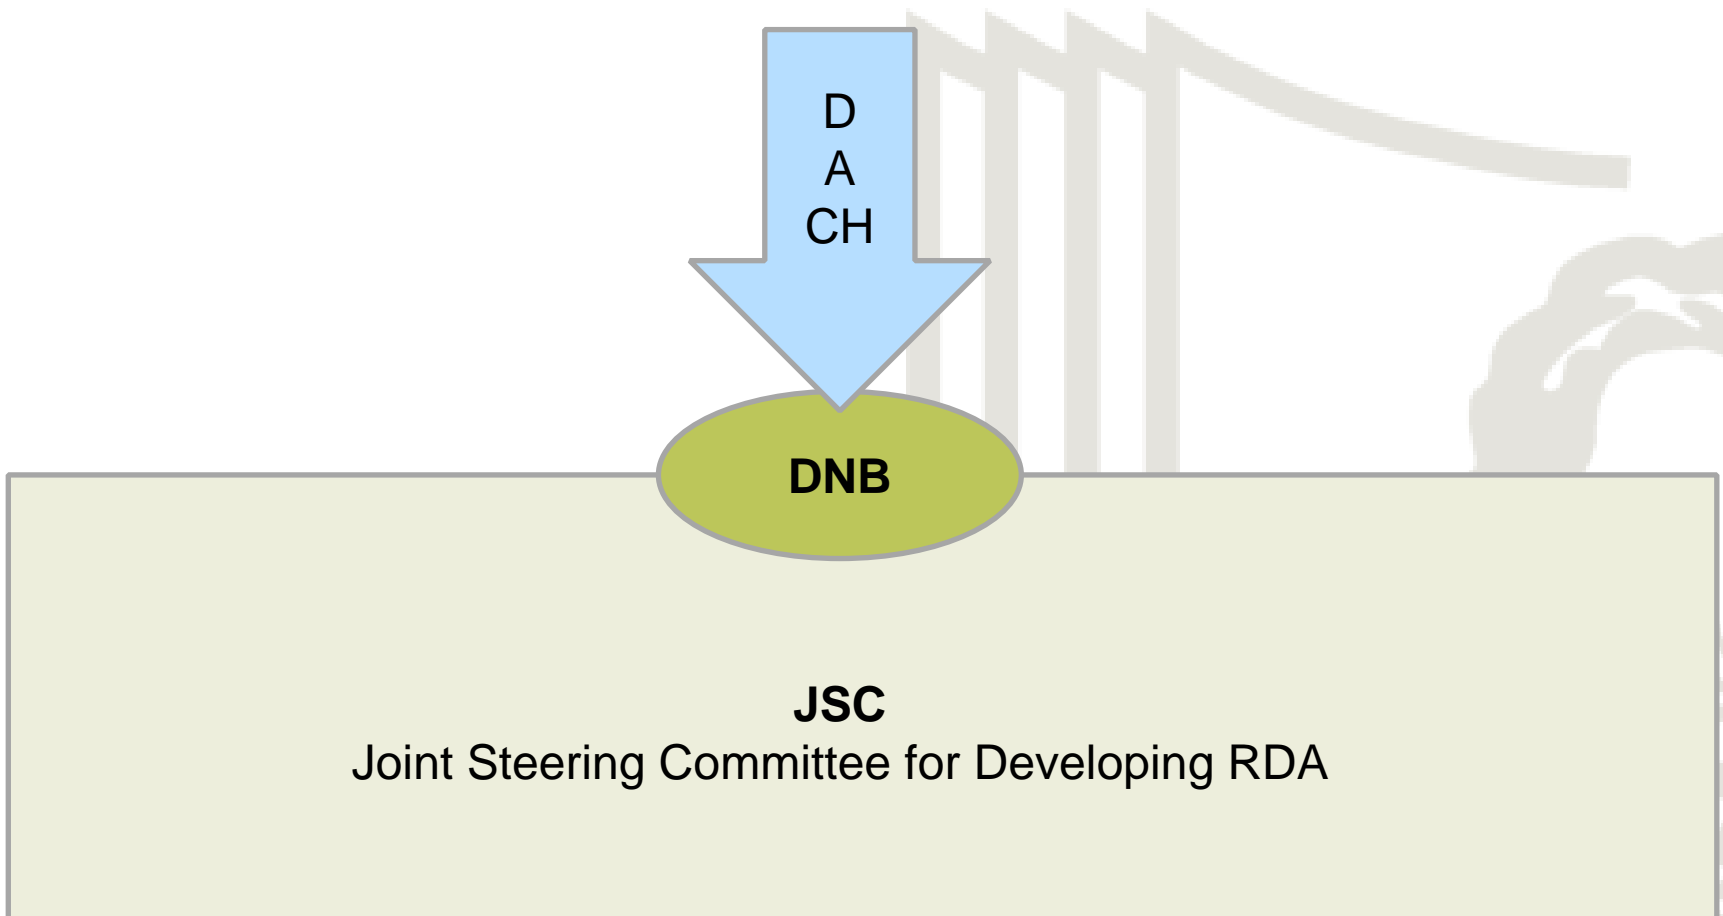 D
A
CH
DNB
JSC
Joint Steering Committee for Developing RDA